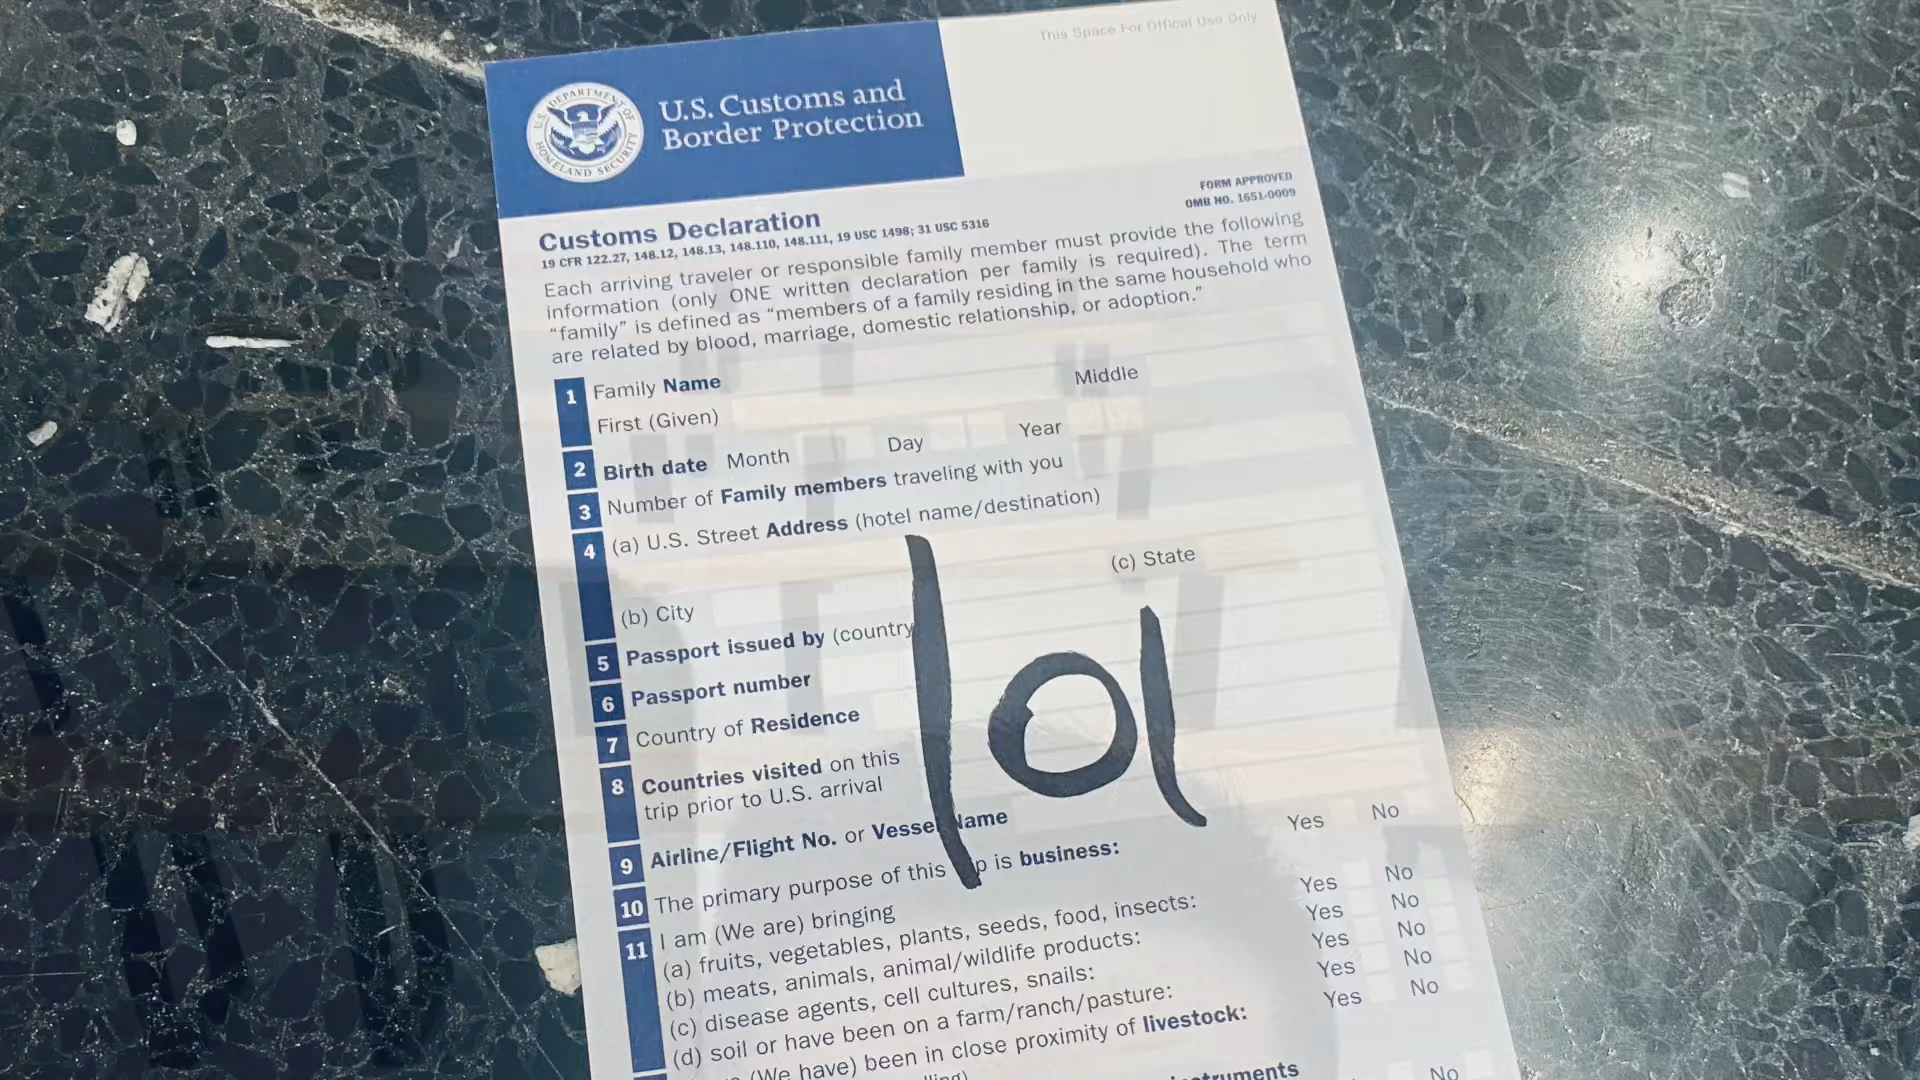 This Space For Offical Use Only
U.S. DEPARTMENT OF HOMELAND SECURITY
U.S. Customs and
Border Protection
FORM APPROVED
OMB NO. 1651-0009
Customs Declaration
19 CFR 122.27, 148.12, 148.13, 148.110, 148.111, 19 USC 1498; 31 USC 5316
Each arriving traveler or responsible family member must provide the following
information (only ONE written declaration per family is required). The term
“family” is defined as “members of a family residing in the same household who
are related by blood, marriage, domestic relationship, or adoption.”
1 Family Name
First (Given) Middle
2 Birth date Month Day Year
3 Number of Family members traveling with you
4 (a) U.S. Street Address (hotel name/destination)
(b) City (c) State
5 Passport issued by (country
6 Passport number
7 Country of Residence
8 Countries visited on this
trip prior to U.S. arrival
lol
9 Airline/Flight No. or Vessel Name
10 The primary purpose of this p is business: Yes No
11 I am (We are) bringing
(a) fruits, vegetables, plants, seeds, food, insects: Yes No
(b) meats, animals, animal/wildlife products: Yes No
(c) disease agents, cell cultures, snails: Yes No
(d) soil or have been on a farm/ranch/pasture: Yes No
(We have) been in close proximity of livestock: Yes No
No